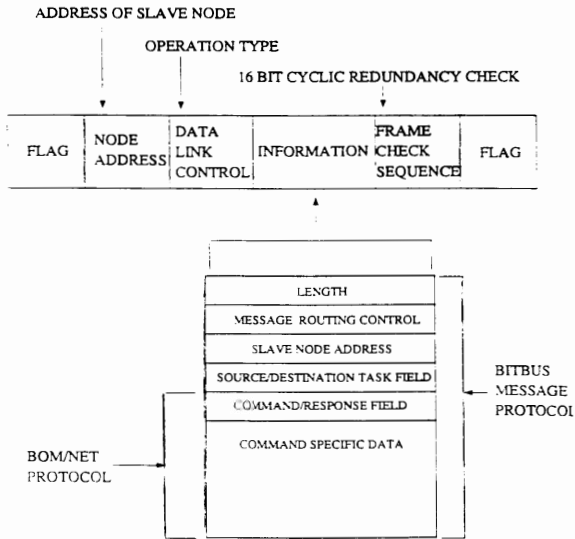 ADDRESS OF SLAVE NODE
OPERATION TYPE
16 BIT CYCLIC REDUNDANCY CHECK
FLAG
NODE
ADDRESS
DATA
LINK
CONTROL
INFORMATION
FRAME
CHECK
SEQUENCE
FLAG
LENGTH
MESSAGE ROUTING CONTROL
SLAVE NODE ADDRESS
SOURCE/DESTINATION TASK FIELD
COMMAND/RESPONSE FIELD
COMMAND SPECIFIC DATA
BITBUS
MESSAGE
PROTOCOL
BOM/NET
PROTOCOL